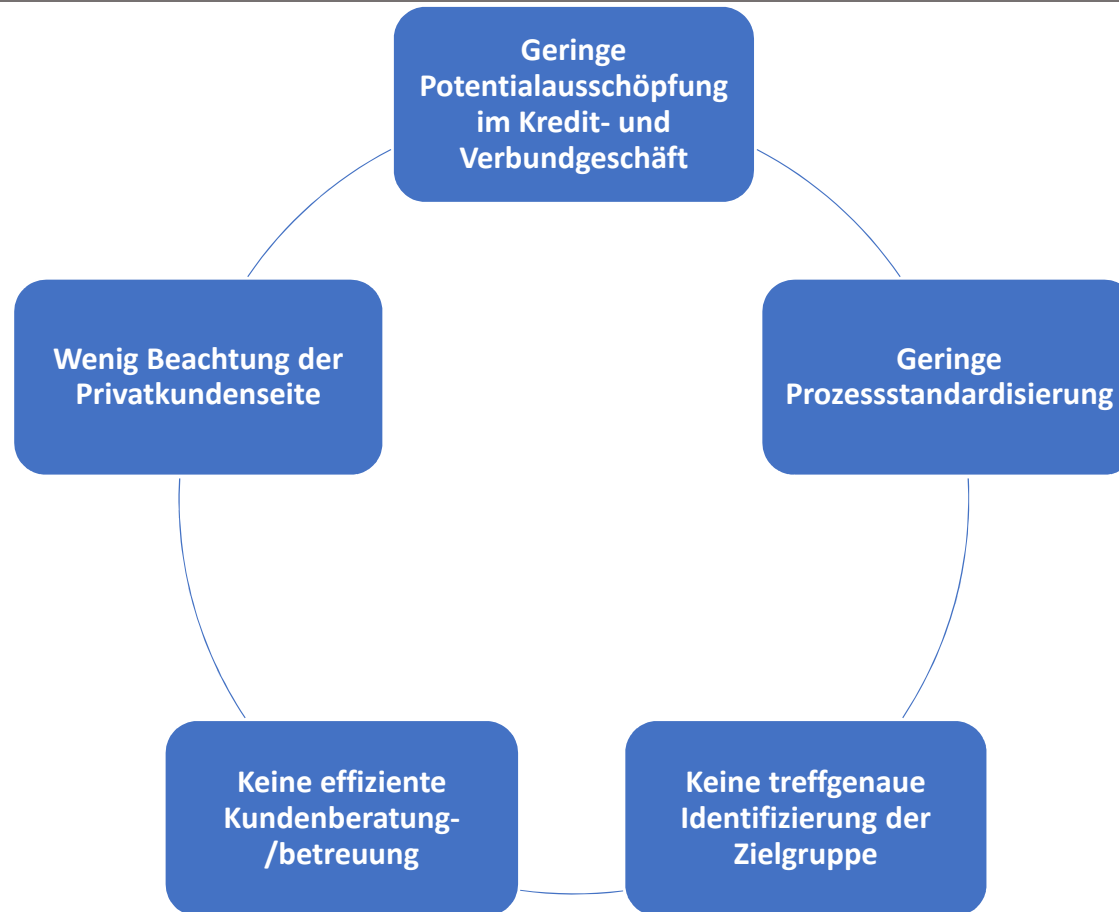 Geringe
Potentialausschöpfung
im Kredit- und
Verbundgeschäft
Wenig Beachtung der
Privatkundenseite
Geringe
Prozessstandardisierung
Keine effiziente
Kundenberatung-
/betreuung
Keine treffgenaue
Identifizierung der
Zielgruppe